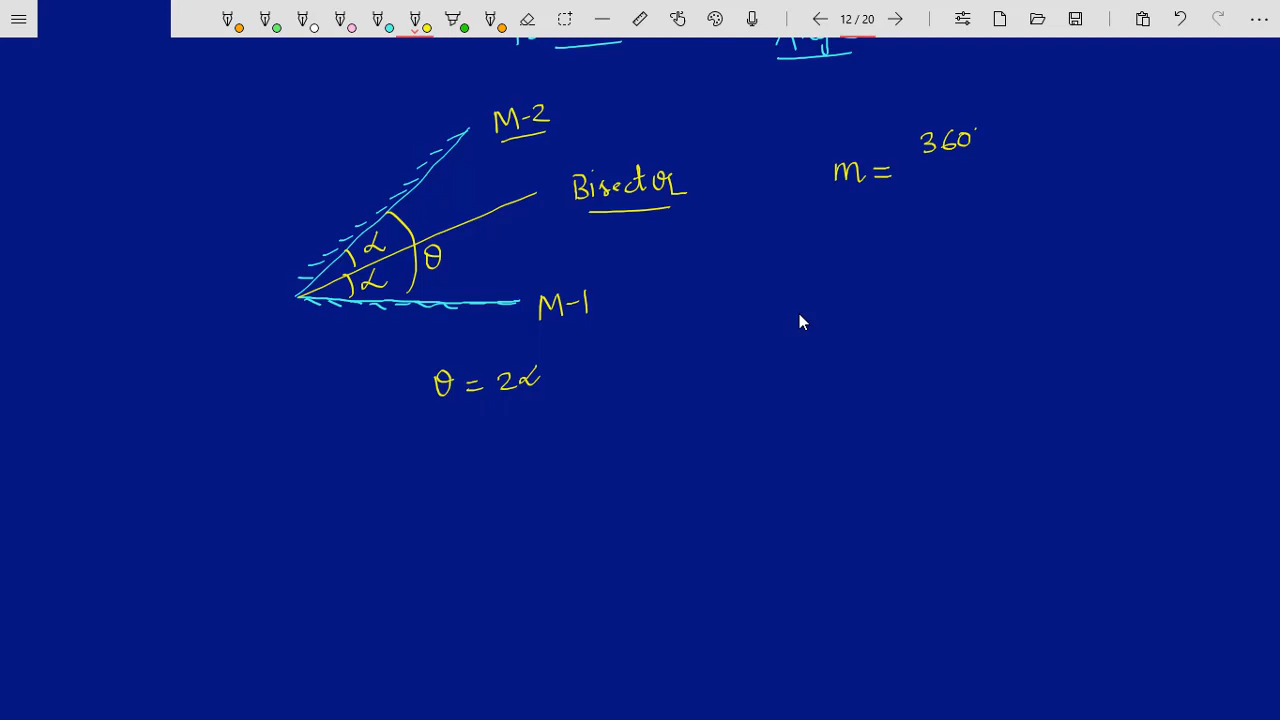 12 / 20
M-2
360°
m =
Bisector
α
θ
α
M-1
θ = 2α